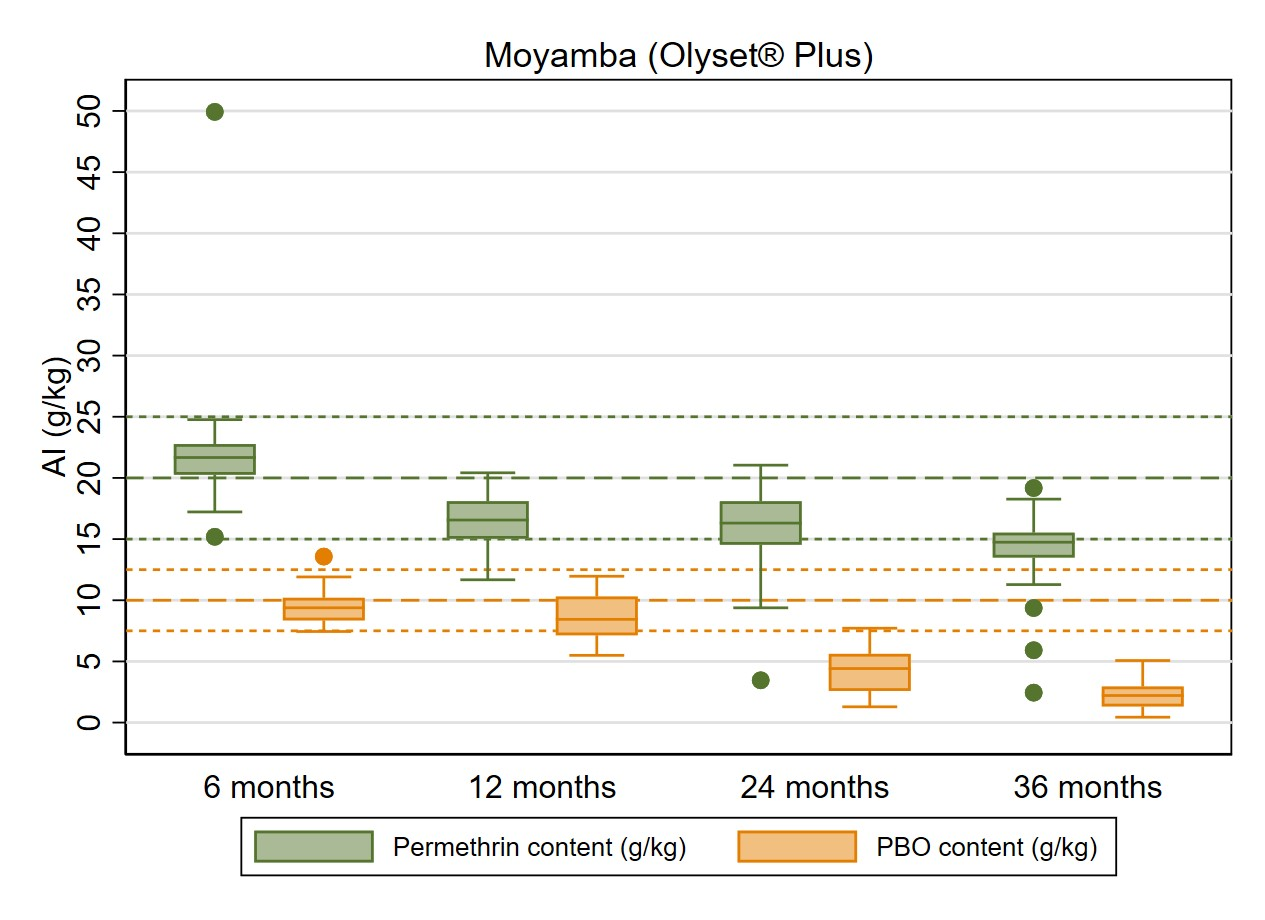 Moyamba (Olyset® Plus)
AI (g/kg)
50
45
40
35
30
25
20
15
10
5
0
6 months 12 months 24 months 36 months
Permethrin content (g/kg) PBO content (g/kg)